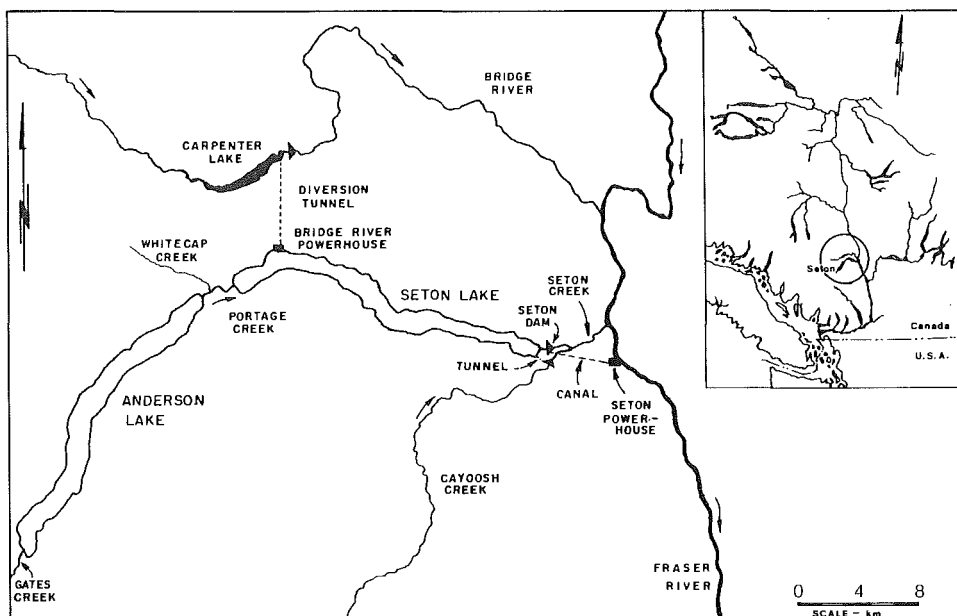 BRIDGE
RIVER
CARPENTER
LAKE
DIVERSION
TUNNEL
BRIDGE RIVER
POWERHOUSE
WHITECAP
CREEK
SETON LAKE
SETON
CREEK
SETON
DAM
PORTAGE
CREEK
TUNNEL
CANAL
SETON
POWER-
HOUSE
ANDERSON
LAKE
CAYOOSH
CREEK
GATES
CREEK
FRASER
RIVER
0 4 8
SCALE - km
Seton
Canada
U.S.A.